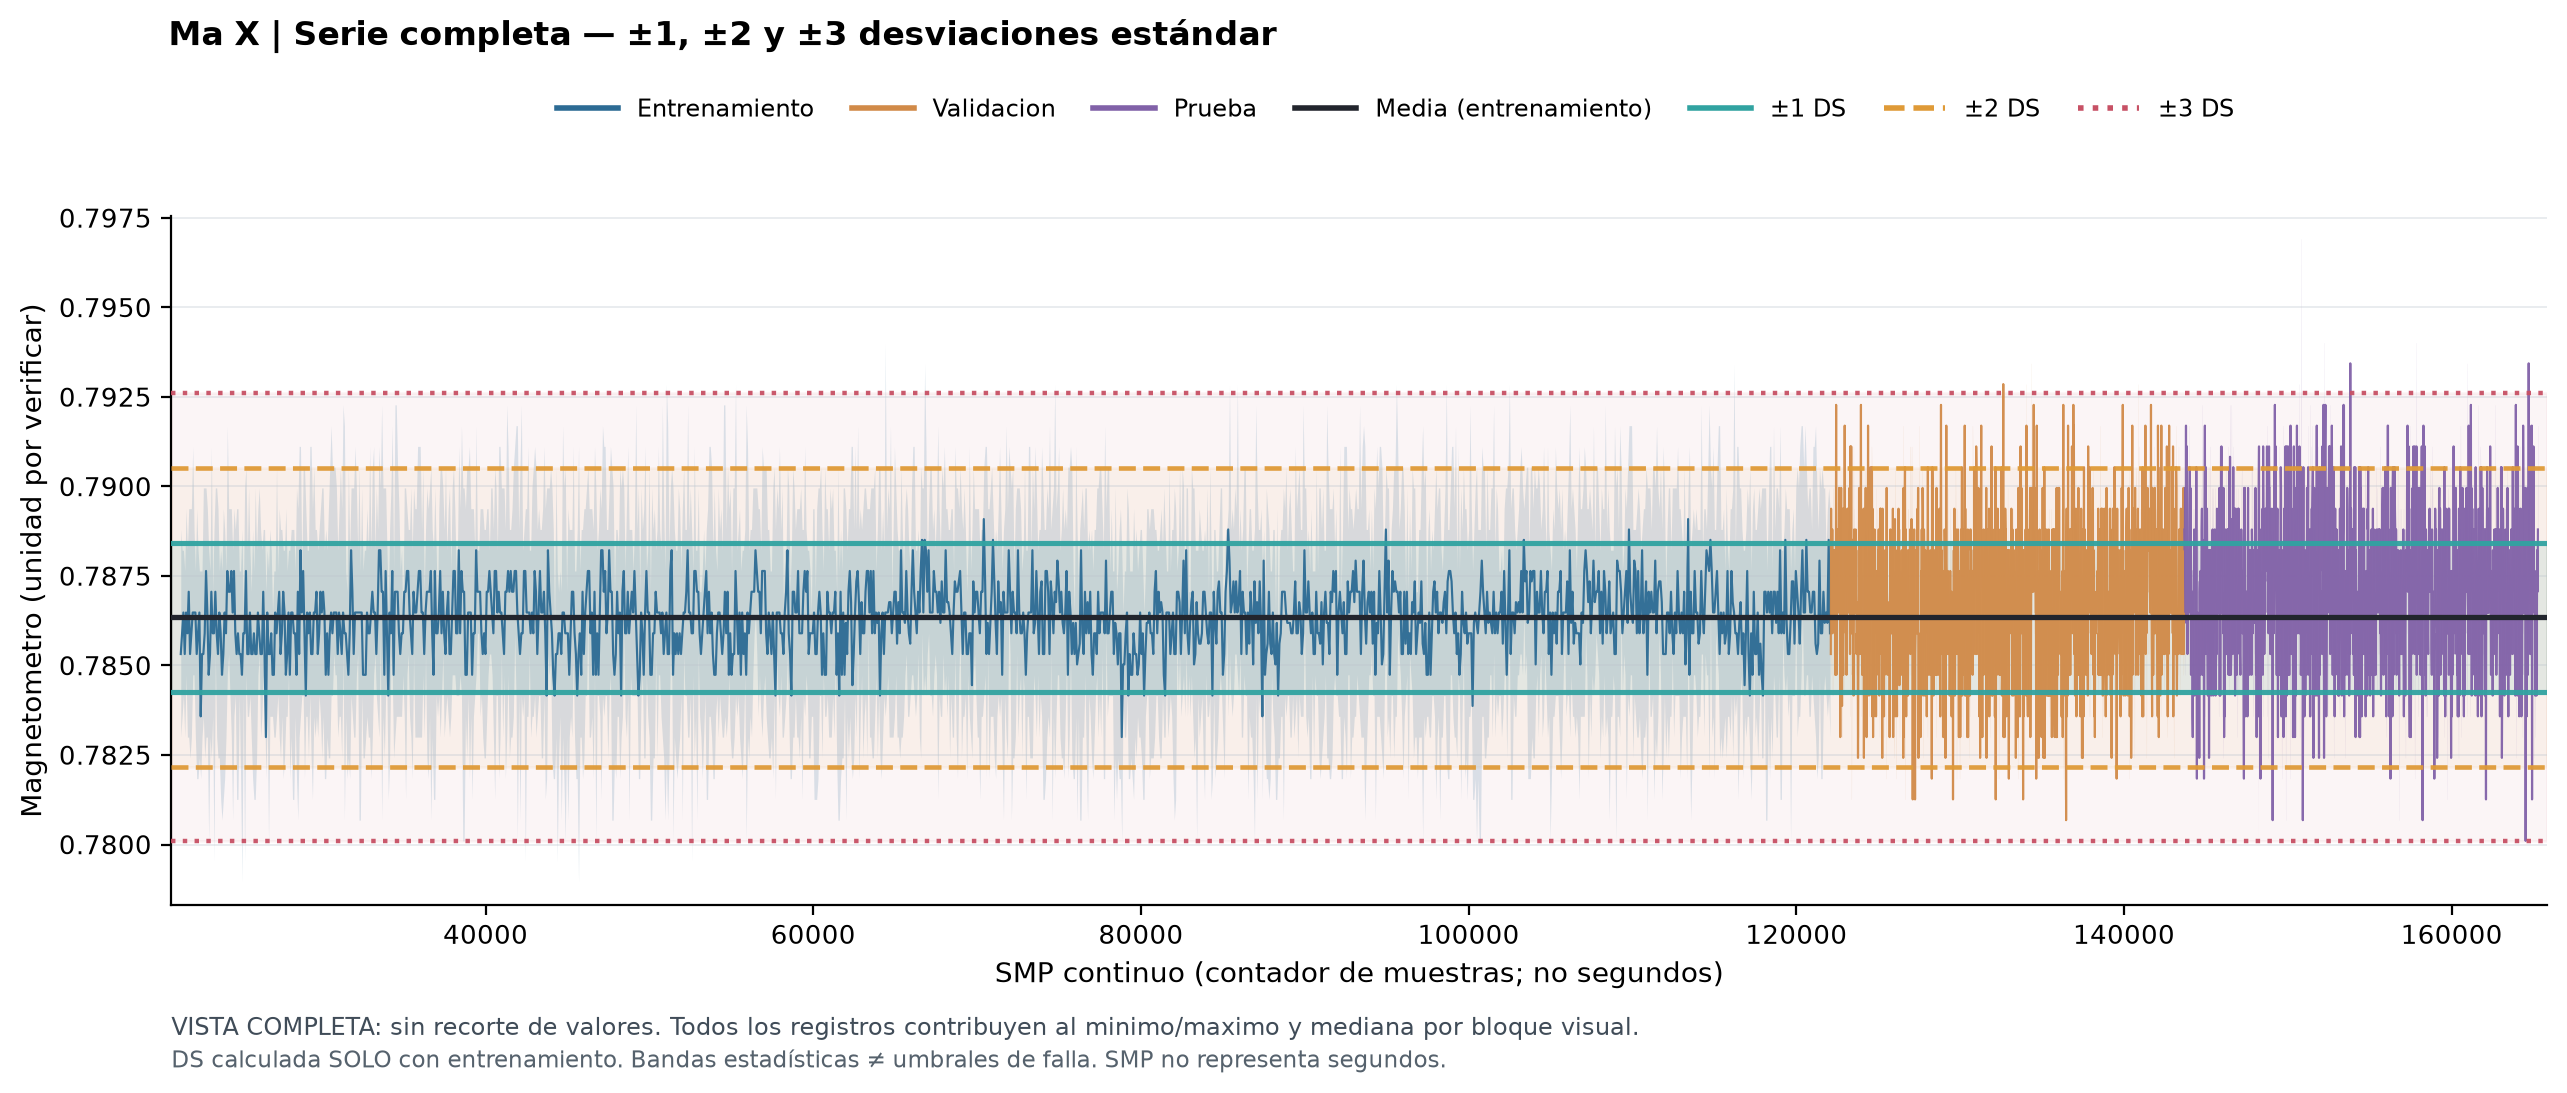 Ma X | Serie completa — ±1, ±2 y ±3 desviaciones estándar
Entrenamiento Validacion Prueba Media (entrenamiento) ±1 DS ±2 DS ±3 DS
Magnetometro (unidad por verificar)
0.7975
0.7950
0.7925
0.7900
0.7875
0.7850
0.7825
0.7800
40000 60000 80000 100000 120000 140000 160000
SMP continuo (contador de muestras; no segundos)
VISTA COMPLETA: sin recorte de valores. Todos los registros contribuyen al minimo/maximo y mediana por bloque visual.
DS calculada SOLO con entrenamiento. Bandas estadísticas ≠ umbrales de falla. SMP no representa segundos.